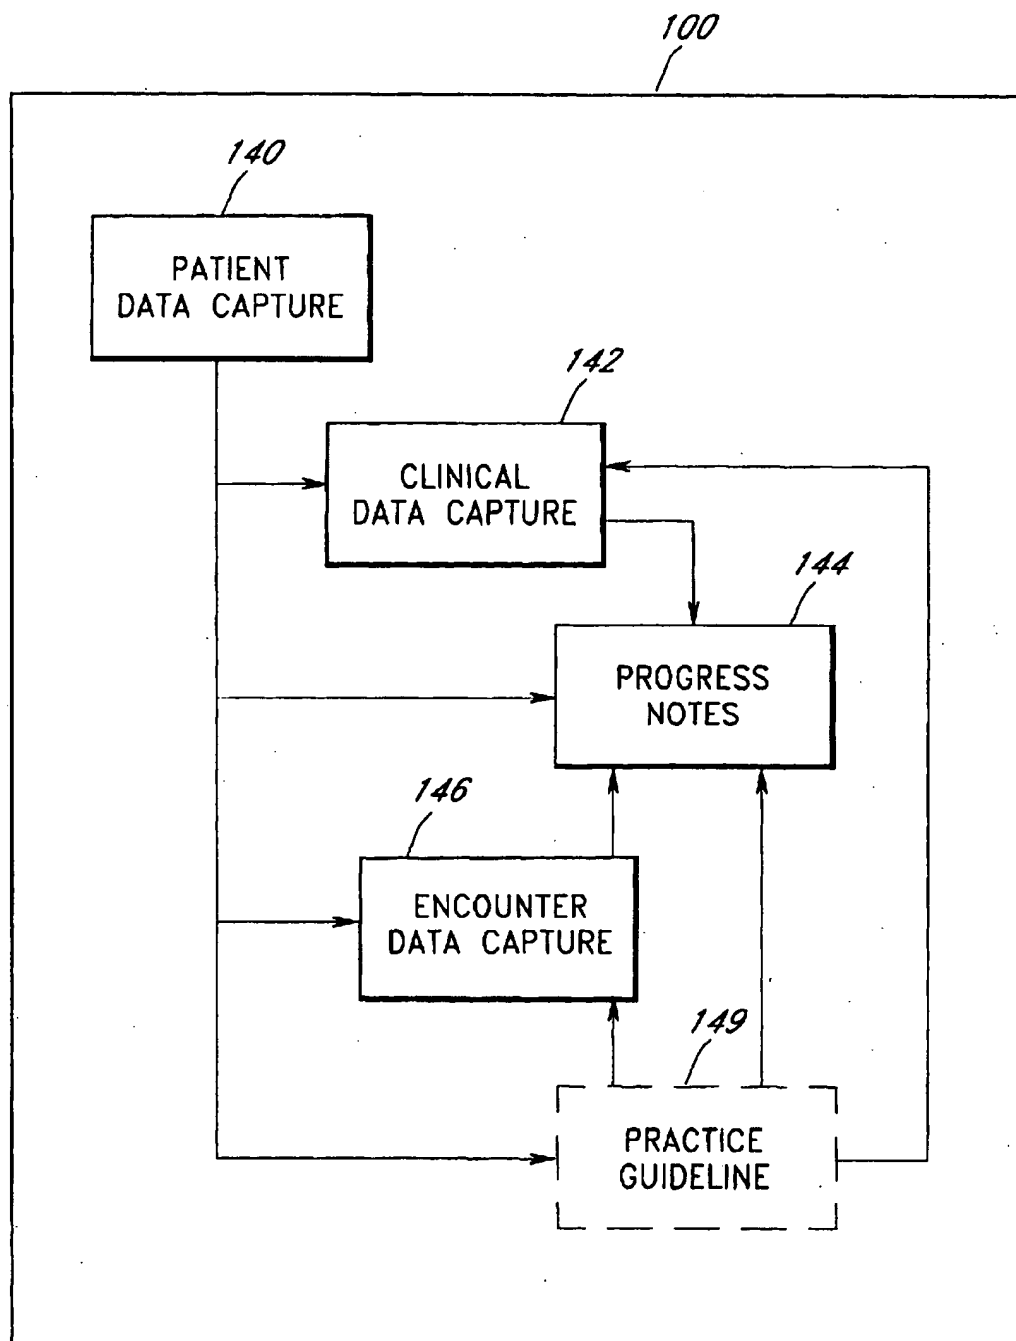 100
140
PATIENT
DATA CAPTURE
142
CLINICAL
DATA CAPTURE
144
PROGRESS
NOTES
146
ENCOUNTER
DATA CAPTURE
149
PRACTICE
GUIDELINE